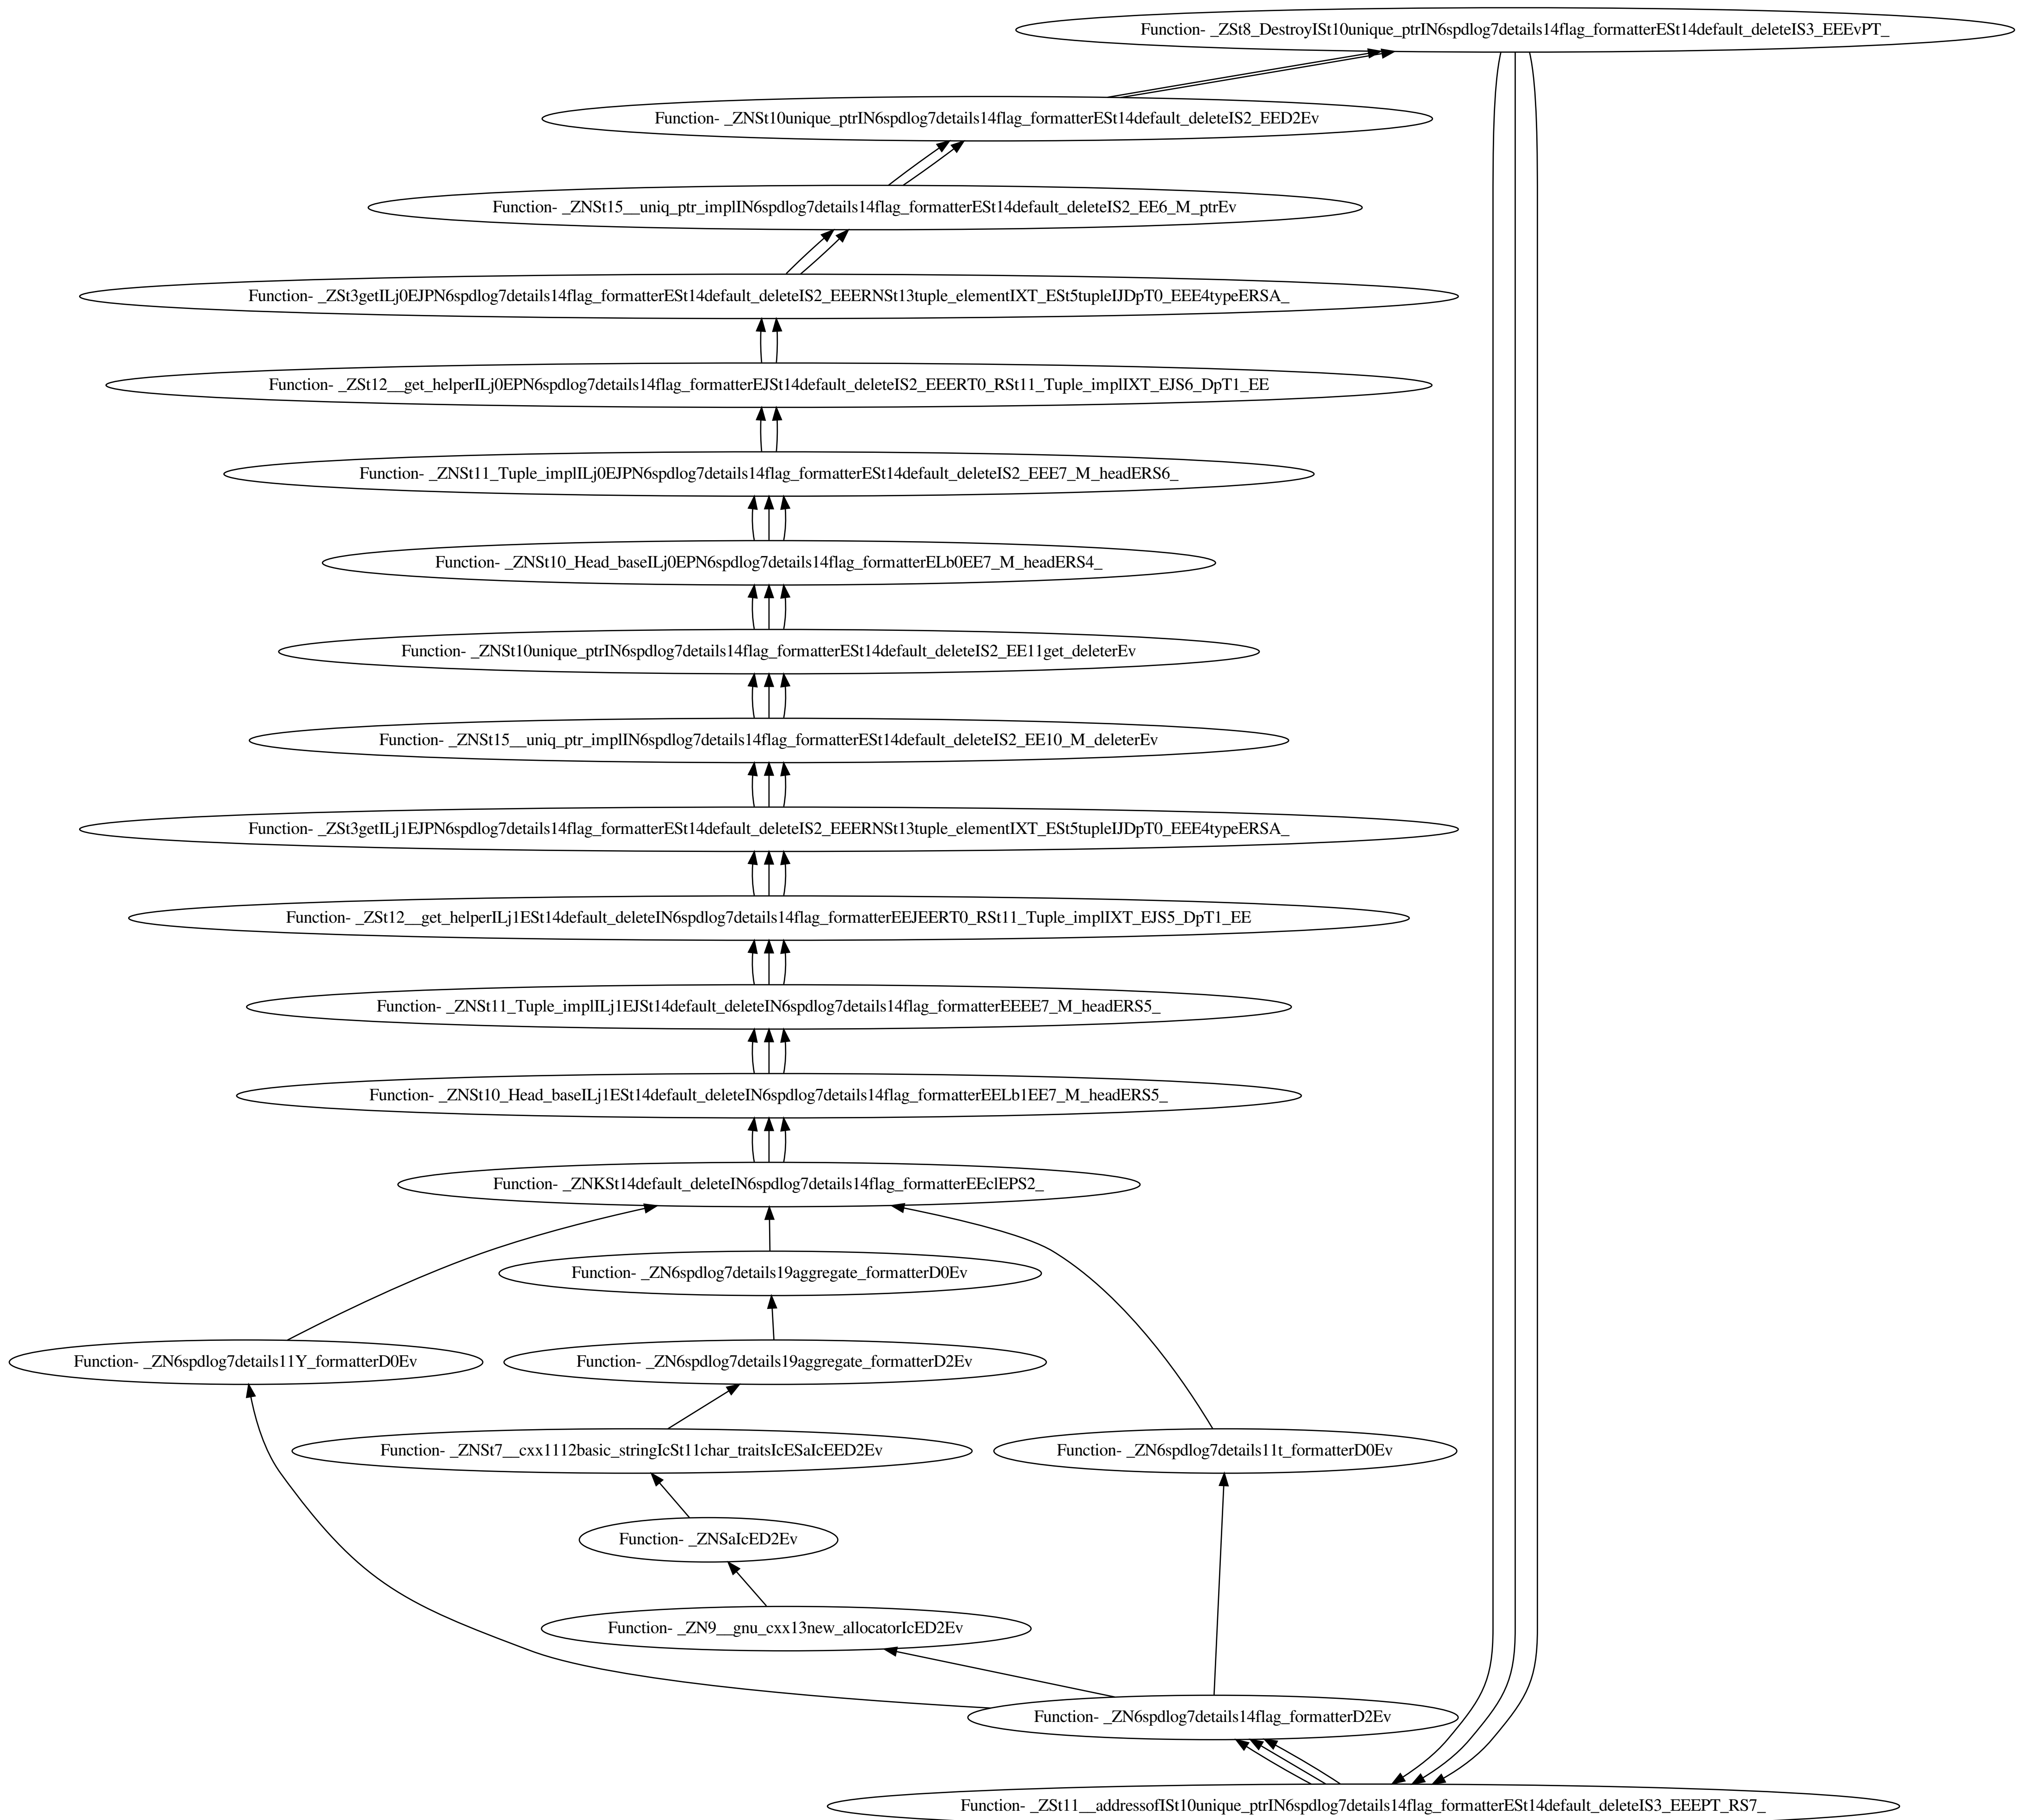 Function- _ZSt8_DestroyISt10unique_ptrIN6spdlog7details14flag_formatterESt14default_deleteIS3_EEEvPT_
Function- _ZNSt10unique_ptrIN6spdlog7details14flag_formatterESt14default_deleteIS2_EED2Ev
Function- _ZNSt15__uniq_ptr_implIN6spdlog7details14flag_formatterESt14default_deleteIS2_EE6_M_ptrEv
Function- _ZSt3getILj0EJPN6spdlog7details14flag_formatterESt14default_deleteIS2_EEERNSt13tuple_elementIXT_ESt5tupleIJDpT0_EEE4typeERSA_
Function- _ZSt12__get_helperILj0EPN6spdlog7details14flag_formatterEJSt14default_deleteIS2_EEERT0_RSt11_Tuple_implIXT_EJS6_DpT1_EE
Function- _ZNSt11_Tuple_implILj0EJPN6spdlog7details14flag_formatterESt14default_deleteIS2_EEE7_M_headERS6_
Function- _ZNSt10_Head_baseILj0EPN6spdlog7details14flag_formatterELb0EE7_M_headERS4_
Function- _ZNSt10unique_ptrIN6spdlog7details14flag_formatterESt14default_deleteIS2_EE11get_deleterEv
Function- _ZNSt15__uniq_ptr_implIN6spdlog7details14flag_formatterESt14default_deleteIS2_EE10_M_deleterEv
Function- _ZSt3getILj1EJPN6spdlog7details14flag_formatterESt14default_deleteIS2_EEERNSt13tuple_elementIXT_ESt5tupleIJDpT0_EEE4typeERSA_
Function- _ZSt12__get_helperILj1ESt14default_deleteIN6spdlog7details14flag_formatterEEJEERT0_RSt11_Tuple_implIXT_EJS5_DpT1_EE
Function- _ZNSt11_Tuple_implILj1EJSt14default_deleteIN6spdlog7details14flag_formatterEEEE7_M_headERS5_
Function- _ZNSt10_Head_baseILj1ESt14default_deleteIN6spdlog7details14flag_formatterEELb1EE7_M_headERS5_
Function- _ZNKSt14default_deleteIN6spdlog7details14flag_formatterEEclEPS2_
Function- _ZN6spdlog7details19aggregate_formatterD0Ev
Function- _ZN6spdlog7details11Y_formatterD0Ev
Function- _ZN6spdlog7details19aggregate_formatterD2Ev
Function- _ZNSt7__cxx1112basic_stringIcSt11char_traitsIcESaIcEED2Ev
Function- _ZN6spdlog7details11t_formatterD0Ev
Function- _ZNSaIcED2Ev
Function- _ZN9__gnu_cxx13new_allocatorIcED2Ev
Function- _ZN6spdlog7details14flag_formatterD2Ev
Function- _ZSt11__addressofISt10unique_ptrIN6spdlog7details14flag_formatterESt14default_deleteIS3_EEEPT_RS7_